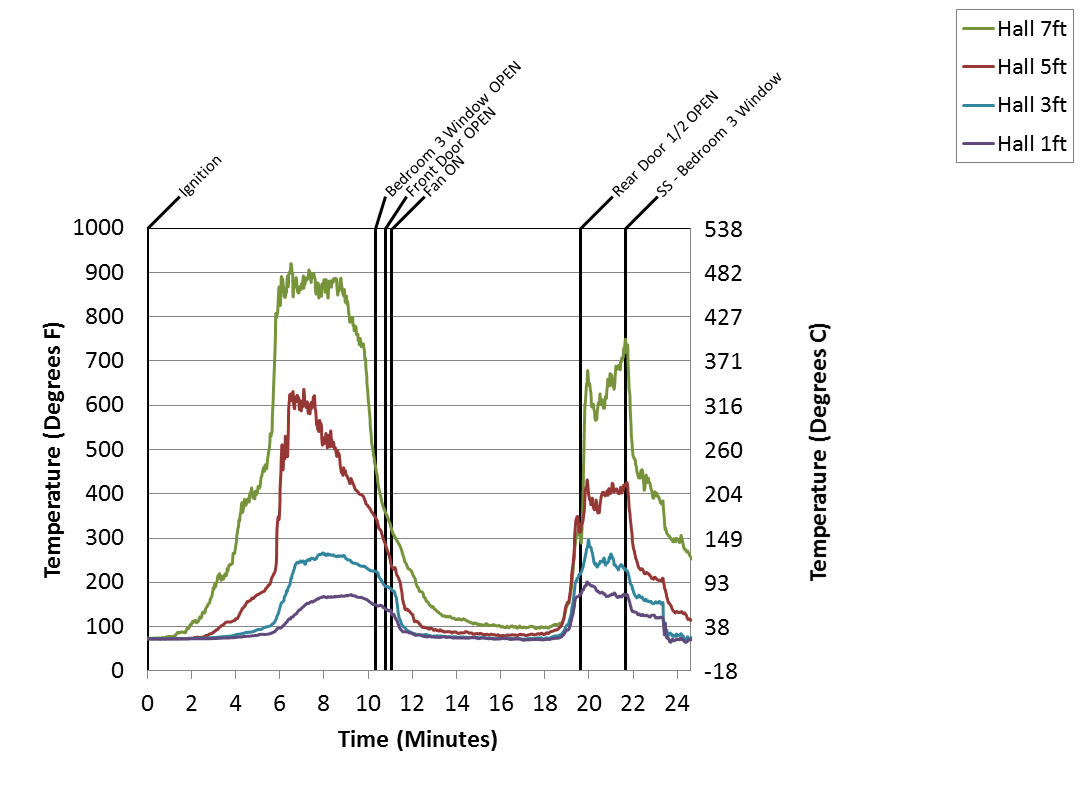 Hall 7ft
Hall 5ft
Hall 3ft
Hall 1ft
Ignition
Bedroom 3 Window OPEN
Front Door OPEN
Fan ON
Rear Door 1/2 OPEN
SS - Bedroom 3 Window
Temperature (Degrees F)
1000
900
800
700
600
500
400
300
200
100
0
538
482
427
371
316
260
204
149
93
38
-18
Temperature (Degrees C)
0 2 4 6 8 10 12 14 16 18 20 22 24
Time (Minutes)